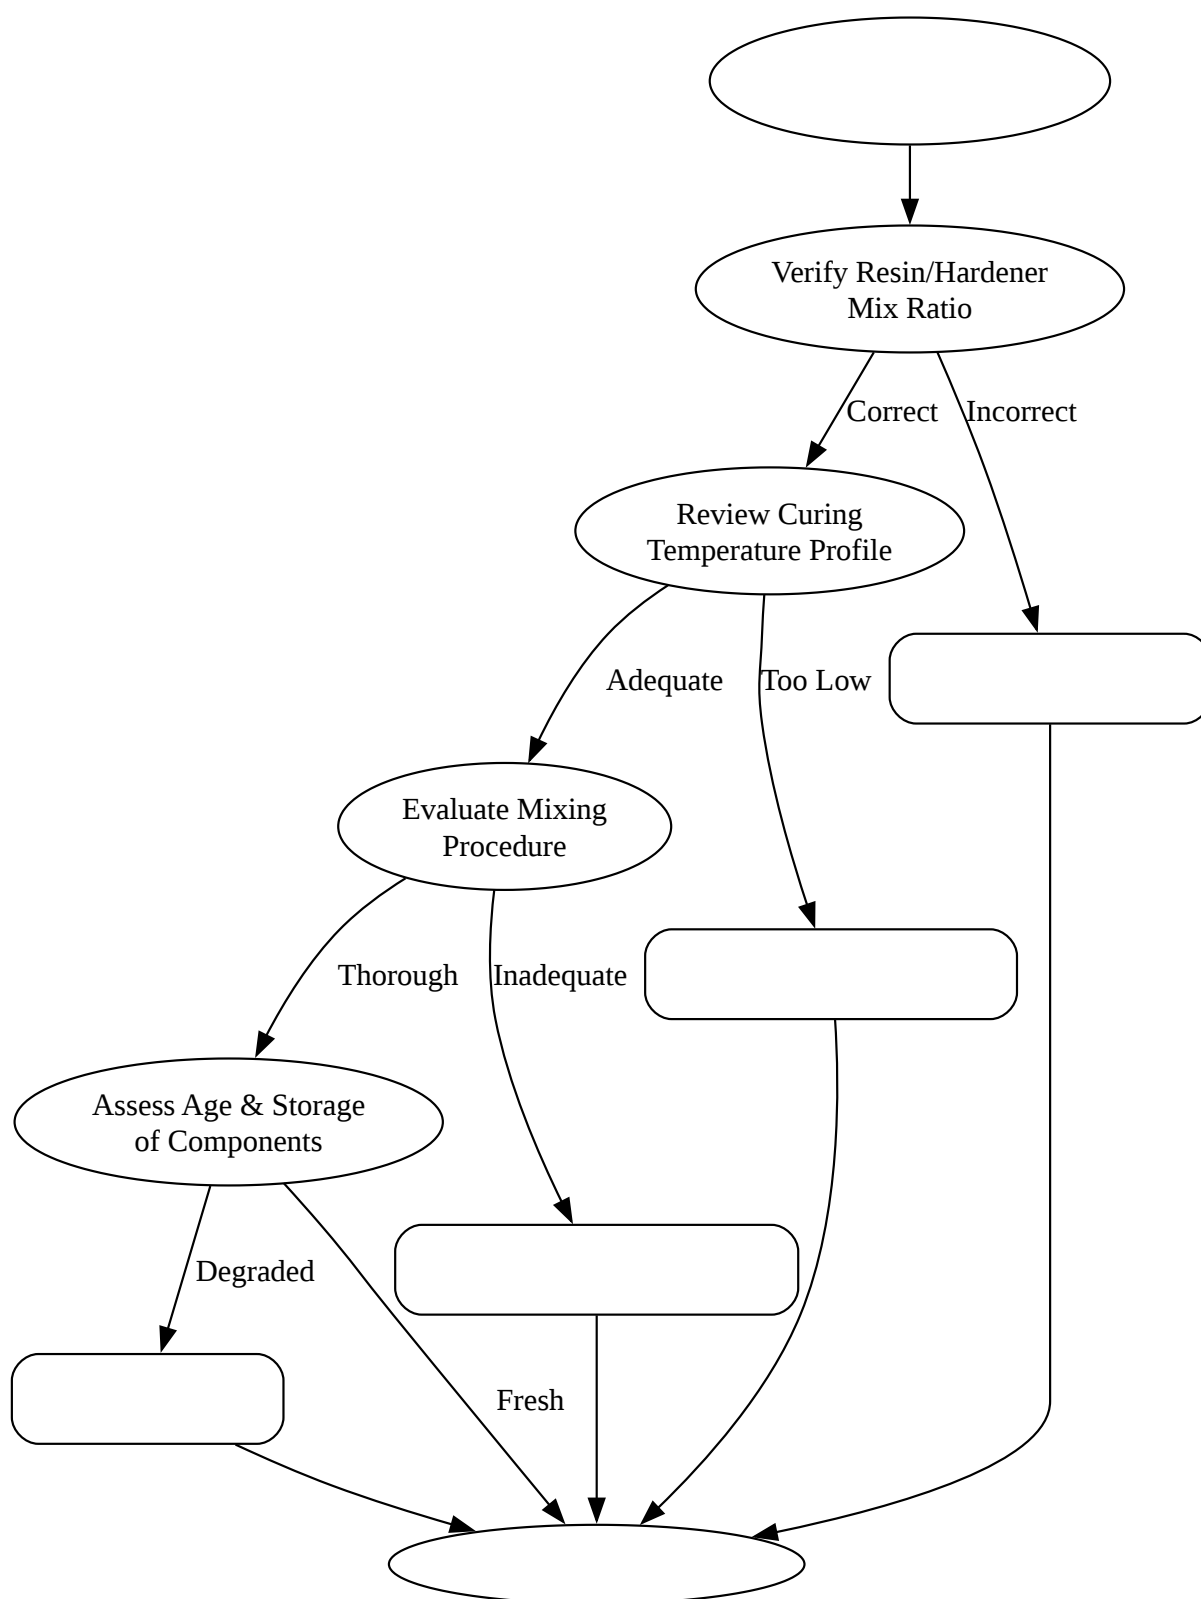 Verify Resin/Hardener
Mix Ratio
Correct
Incorrect
Review Curing
Temperature Profile
Adequate
Too Low
Evaluate Mixing
Procedure
Thorough
Inadequate
Assess Age & Storage
of Components
Degraded
Fresh